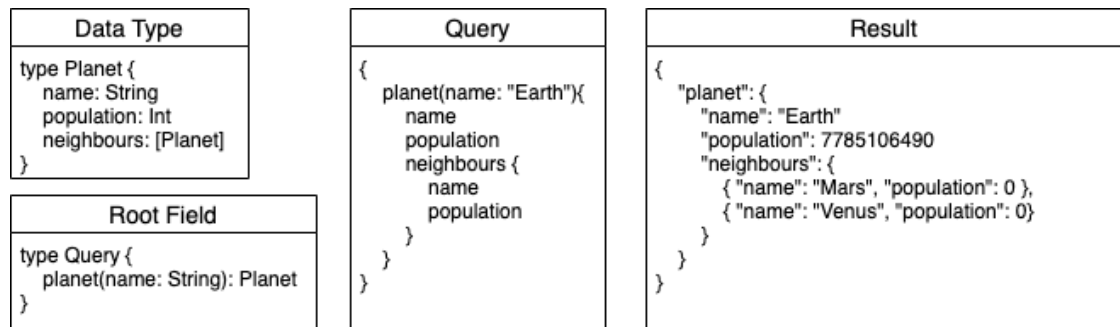 Data Type
type Planet {
name: String
population: Int
neighbours: [Planet]
}
Root Field
type Query {
planet(name: String): Planet
}
Query
{
planet(name: "Earth"){
name
population
neighbours {
name
population
}
}
}
Result
{
"planet": {
"name": "Earth"
"population": 7785106490
"neighbours": {
{ "name": "Mars", "population": 0 },
{ "name": "Venus", "population": 0}
}
}
}